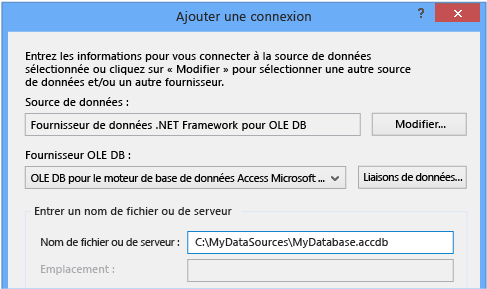 Ajouter une connexion
?
Entrez les informations pour vous connecter à la source de données
sélectionnée ou cliquez sur « Modifier » pour sélectionner une autre source
de données et/ou un autre fournisseur.
Source de données :
Fournisseur de données .NET Framework pour OLE DB
Modifier...
Fournisseur OLE DB :
OLE DB pour le moteur de base de données Access Microsoft ...
Liaisons de données...
Entrer un nom de fichier ou de serveur
Nom de fichier ou de serveur :
C:\MyDataSources\MyDatabase.accdb
Emplacement :